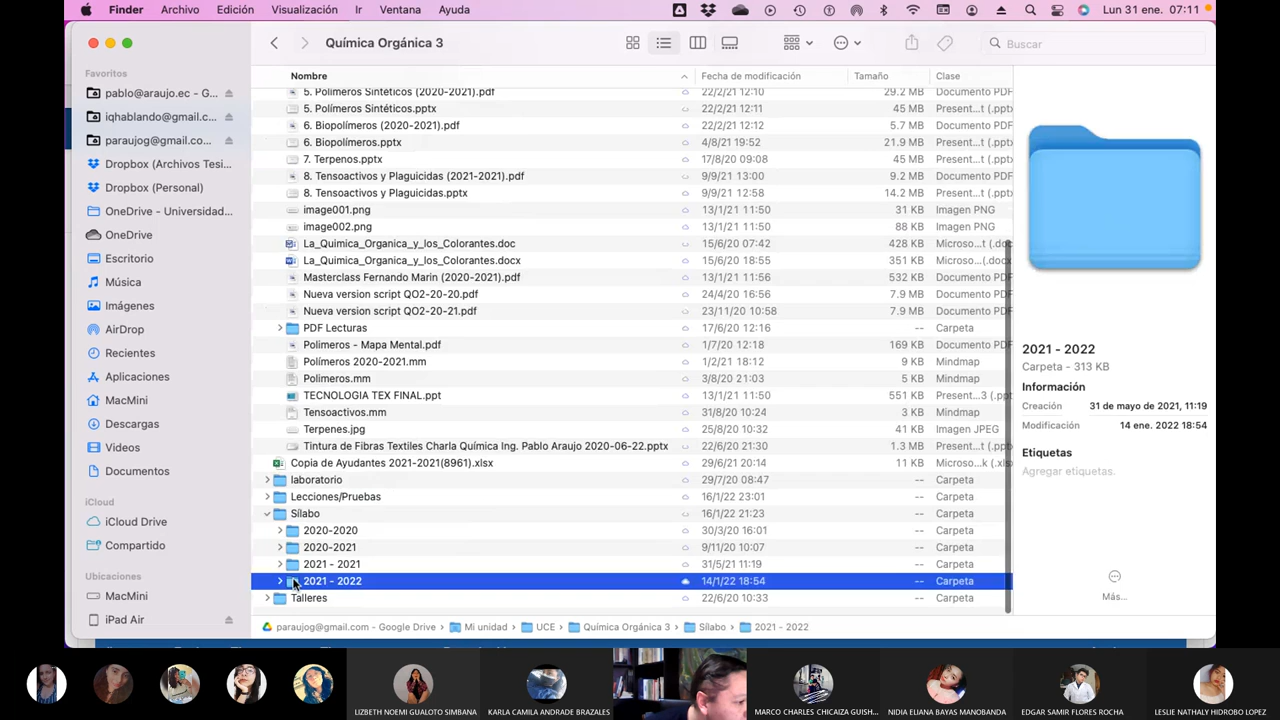 Finder Archivo Edición Visualización Ir Ventana Ayuda Lun 31 ene. 07:11
Química Orgánica 3 Buscar
Favoritos
pablo@araujo.ec - G...
iqhablando@gmail.c...
paraujog@gmail.co...
Dropbox (Archivos Tesi...
Dropbox (Personal)
OneDrive - Universidad...
OneDrive
Escritorio
Música
Imágenes
AirDrop
Recientes
Aplicaciones
MacMini
Descargas
Vídeos
Documentos
iCloud
iCloud Drive
Compartido
Ubicaciones
MacMini
iPad Air
Nombre Fecha de modificación Tamaño Clase
5. Polímeros Sintéticos (2020-2021).pdf 22/2/21 12:10 29.2 MB Documento PDF
5. Polímeros Sintéticos.pptx 22/2/21 12:11 45 MB Present...t (.pptx
6. Biopolímeros (2020-2021).pdf 22/2/21 12:12 5.7 MB Documento PDF
6. Biopolímeros.pptx 4/8/21 19:52 21.9 MB Present...t (.pptx
7. Terpenos.pptx 17/8/20 09:08 45 MB Present...t (.pptx
8. Tensoactivos y Plaguicidas (2021-2021).pdf 9/9/21 13:00 9.2 MB Documento PDF
8. Tensoactivos y Plaguicidas.pptx 9/9/21 12:58 14.2 MB Present...t (.pptx
image001.png 13/1/21 11:50 31 KB Imagen PNG
image002.png 13/1/21 11:50 88 KB Imagen PNG
La_Quimica_Organica_y_los_Colorantes.doc 15/6/20 07:42 428 KB Microso...t (.doc
La_Quimica_Organica_y_los_Colorantes.docx 15/6/20 18:55 351 KB Microso...(.docx
Masterclass Fernando Marin (2020-2021).pdf 13/1/21 11:56 532 KB Documento PDF
Nueva version script QO2-20-20.pdf 24/4/20 16:56 7.9 MB Documento PDF
Nueva version script QO2-20-21.pdf 23/11/20 10:58 7.9 MB Documento PDF
PDF Lecturas 17/6/20 12:16 -- Carpeta
Polimeros - Mapa Mental.pdf 1/7/20 12:18 169 KB Documento PDF
Polímeros 2020-2021.mm 1/2/21 18:12 9 KB Mindmap
Polimeros.mm 3/8/20 21:03 5 KB Mindmap
TECNOLOGIA TEX FINAL.ppt 13/1/21 11:50 551 KB Present...3 (.ppt
Tensoactivos.mm 31/8/20 10:24 3 KB Mindmap
Terpenes.jpg 25/8/20 10:32 41 KB Imagen JPEG
Tintura de Fibras Textiles Charla Química Ing. Pablo Araujo 2020-06-22.pptx 22/6/20 21:30 1.3 MB Present...t (.pptx
Copia de Ayudantes 2021-2021(8961).xlsx 29/6/21 20:14 11 KB Microso...k (.xlsx
laboratorio 29/7/20 08:47 -- Carpeta
Lecciones/Pruebas 16/1/22 23:01 -- Carpeta
Sílabo 16/1/22 21:23 -- Carpeta
2020-2020 30/3/20 16:01 -- Carpeta
2020-2021 9/11/20 10:07 -- Carpeta
2021 - 2021 31/5/21 11:19 -- Carpeta
2021 - 2022 14/1/22 18:54 -- Carpeta
Talleres 22/6/20 10:33 -- Carpeta
paraujog@gmail.com - Google Drive › Mi unidad › UCE › Química Orgánica 3 › Sílabo › 2021 - 2022
2021 - 2022
Carpeta - 313 KB
Información
Creación 31 de mayo de 2021, 11:19
Modificación 14 ene. 2022 18:54
Etiquetas
Agregar etiquetas.
Más...
LIZBETH NOEMI GUALOTO SIMBANA
KARLA CAMILA ANDRADE BRAZALES
MARCO CHARLES CHICAIZA GUISH...
NIDIA ELIANA BAYAS MANOBANDA
EDGAR SAMIR FLORES ROCHA
LESLIE NATHALY HIDROBO LOPEZ